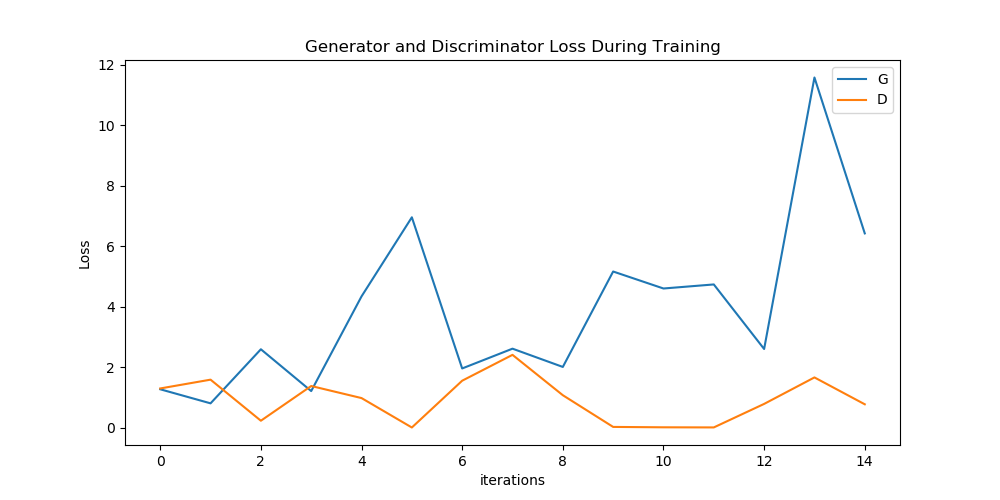 Generator and Discriminator Loss During Training
G
D
12
10
8
6
4
2
0
Loss
0 2 4 6 8 10 12 14
iterations